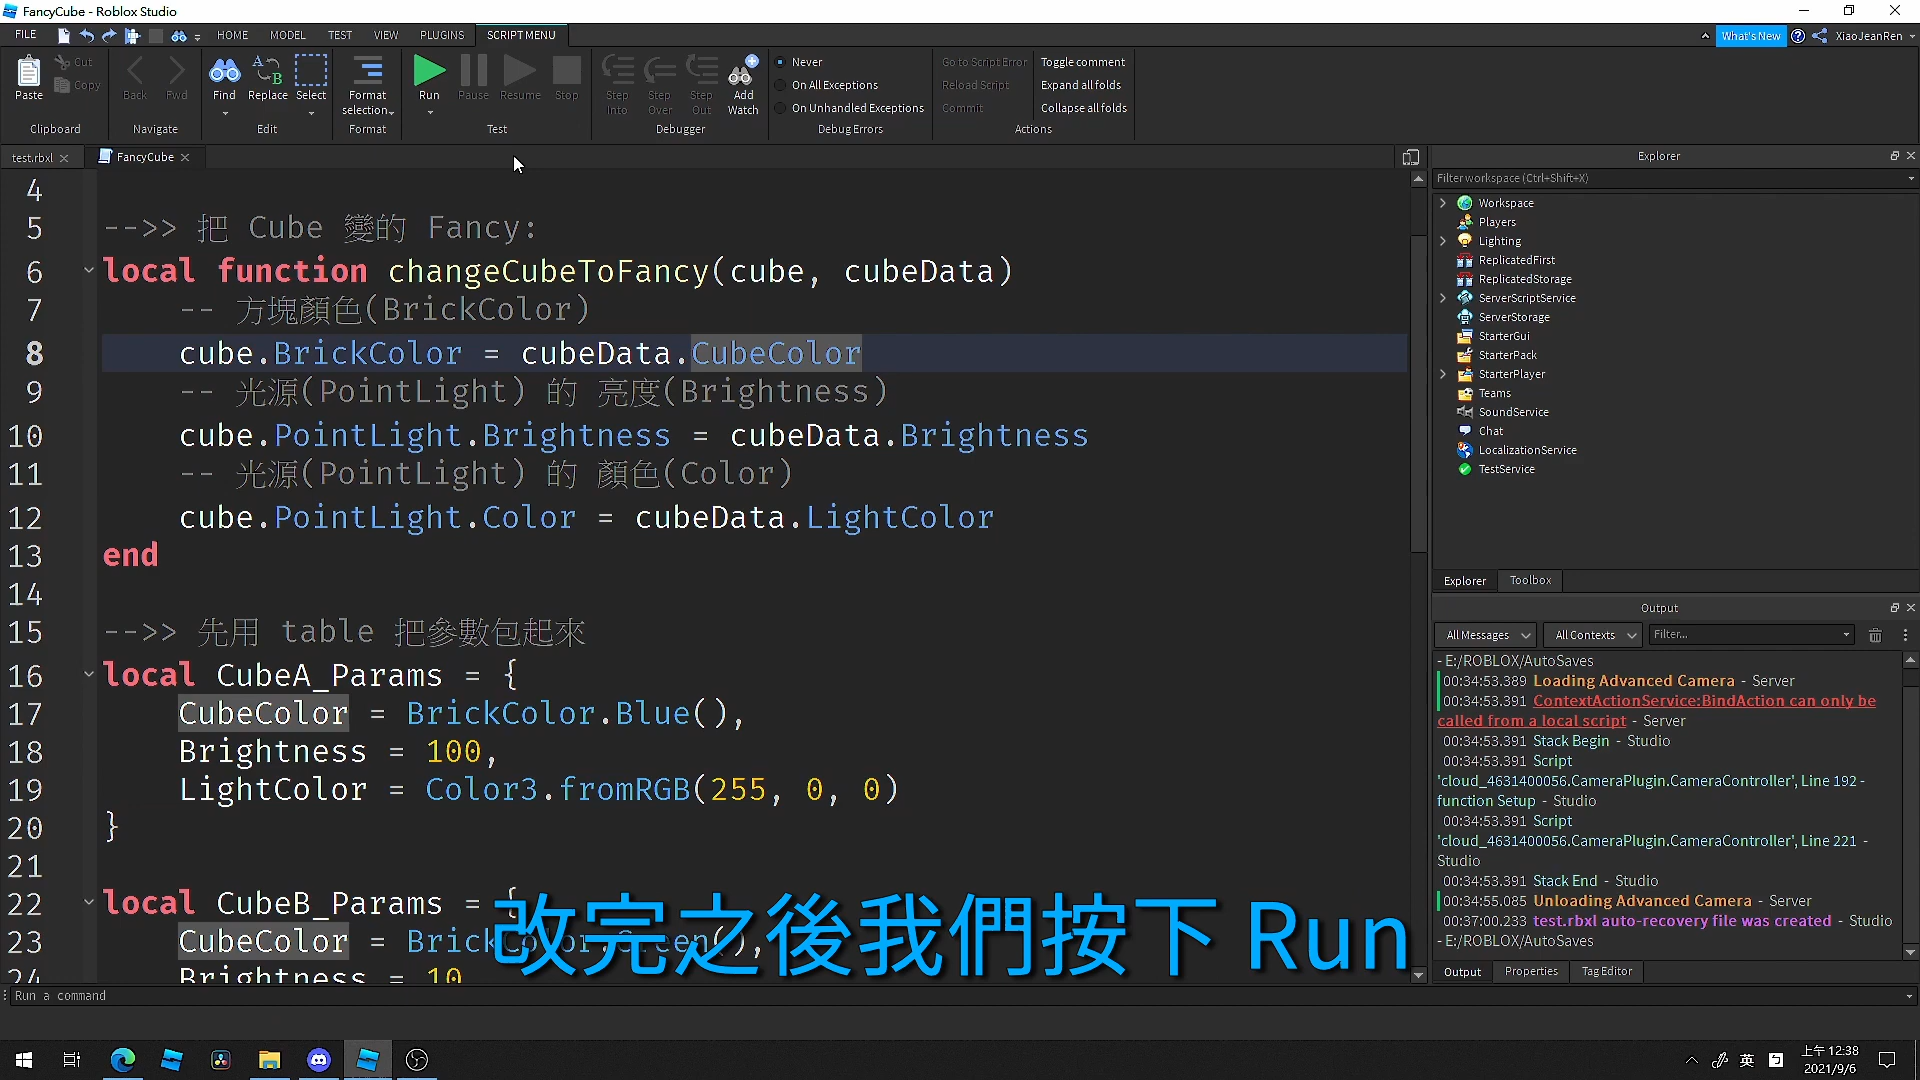 FancyCube - Roblox Studio
FILE HOME MODEL TEST VIEW PLUGINS SCRIPT MENU What's New XiaoJeanRen
Paste Cut Copy
Clipboard
Back Fwd
Navigate
Find Replace Select
Edit
Format selection
Format
Run Pause Resume Stop
Test
Step Into Step Over Step Out Add Watch
Debugger
Never
On All Exceptions
On Unhandled Exceptions
Debug Errors
Go to Script Error
Reload Script
Commit
Toggle comment
Expand all folds
Collapse all folds
Actions
test.rbxl FancyCube
4
5 -->> 把 Cube 變的 Fancy:
6 local function changeCubeToFancy(cube, cubeData)
7 -- 方塊顏色(BrickColor)
8 cube.BrickColor = cubeData.CubeColor
9 -- 光源(PointLight) 的 亮度(Brightness)
10 cube.PointLight.Brightness = cubeData.Brightness
11 -- 光源(PointLight) 的 顏色(Color)
12 cube.PointLight.Color = cubeData.LightColor
13 end
14
15 -->> 先用 table 把參數包起來
16 local CubeA_Params = {
17 CubeColor = BrickColor.Blue(),
18 Brightness = 100,
19 LightColor = Color3.fromRGB(255, 0, 0)
20 }
21
22 local CubeB_Params = {
23 CubeColor = BrickColor.Green(),
24 Brightness = 10
改完之後我們按下 Run
Run a command
Explorer
Filter workspace (Ctrl+Shift+X)
Workspace
Players
Lighting
ReplicatedFirst
ReplicatedStorage
ServerScriptService
ServerStorage
StarterGui
StarterPack
StarterPlayer
Teams
SoundService
Chat
LocalizationService
TestService
Explorer Toolbox
Output
All Messages All Contexts Filter...
- E:/ROBLOX/AutoSaves
00:34:53.389 Loading Advanced Camera - Server
00:34:53.391 ContextActionService:BindAction can only be
called from a local script - Server
00:34:53.391 Stack Begin - Studio
00:34:53.391 Script
'cloud_4631400056.CameraPlugin.CameraController', Line 192 -
function Setup - Studio
00:34:53.391 Script
'cloud_4631400056.CameraPlugin.CameraController', Line 221 -
Studio
00:34:53.391 Stack End - Studio
00:34:55.085 Unloading Advanced Camera - Server
00:37:00.233 test.rbxl auto-recovery file was created - Studio
- E:/ROBLOX/AutoSaves
Output Properties Tag Editor
英
上午 12:38
2021/9/6